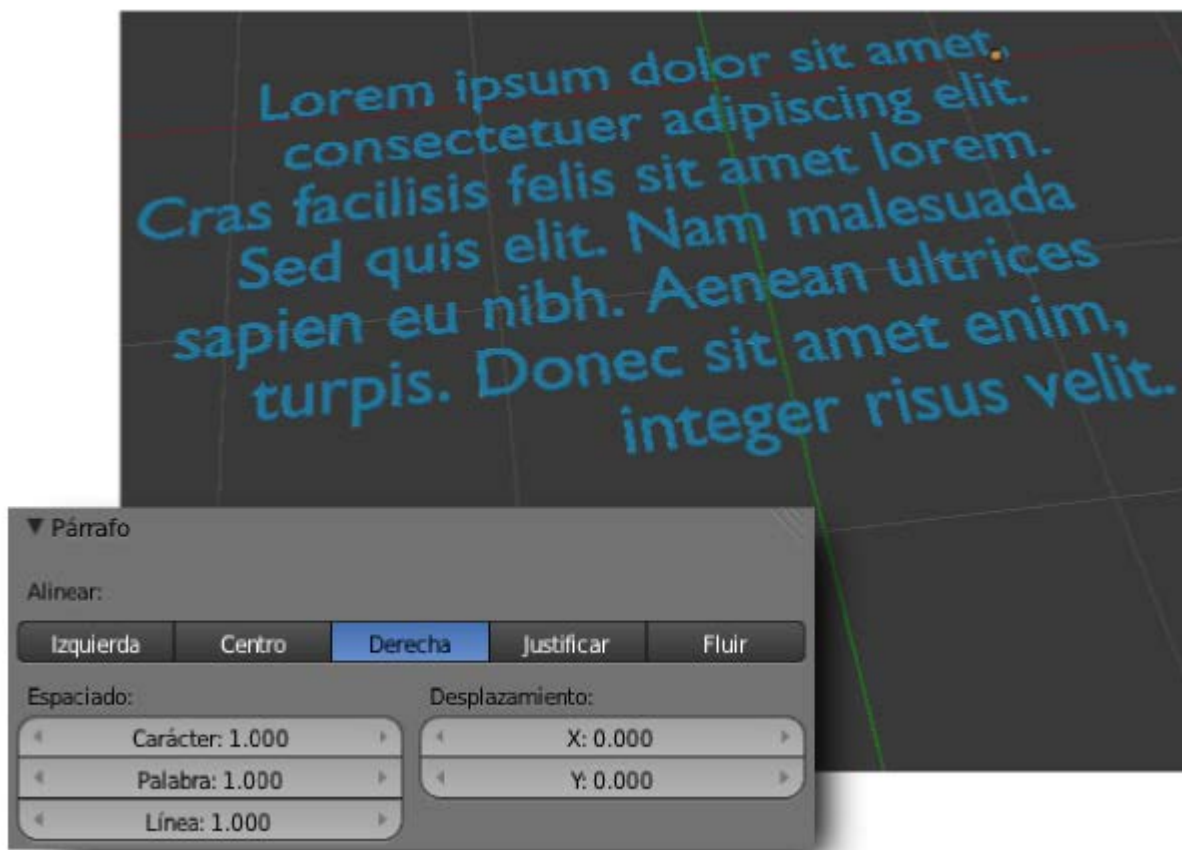 Lorem ipsum dolor sit amet,
consectetuer adipiscing elit.
Cras facilisis felis sit amet lorem.
Sed quis elit. Nam malesuada
sapien eu nibh. Aenean ultrices
turpis. Donec sit amet enim,
integer risus velit.
Párrafo
Alinear:
Izquierda Centro Derecha Justificar Fluir
Espaciado: Desplazamiento:
Carácter: 1.000 X: 0.000
Palabra: 1.000 Y: 0.000
Línea: 1.000